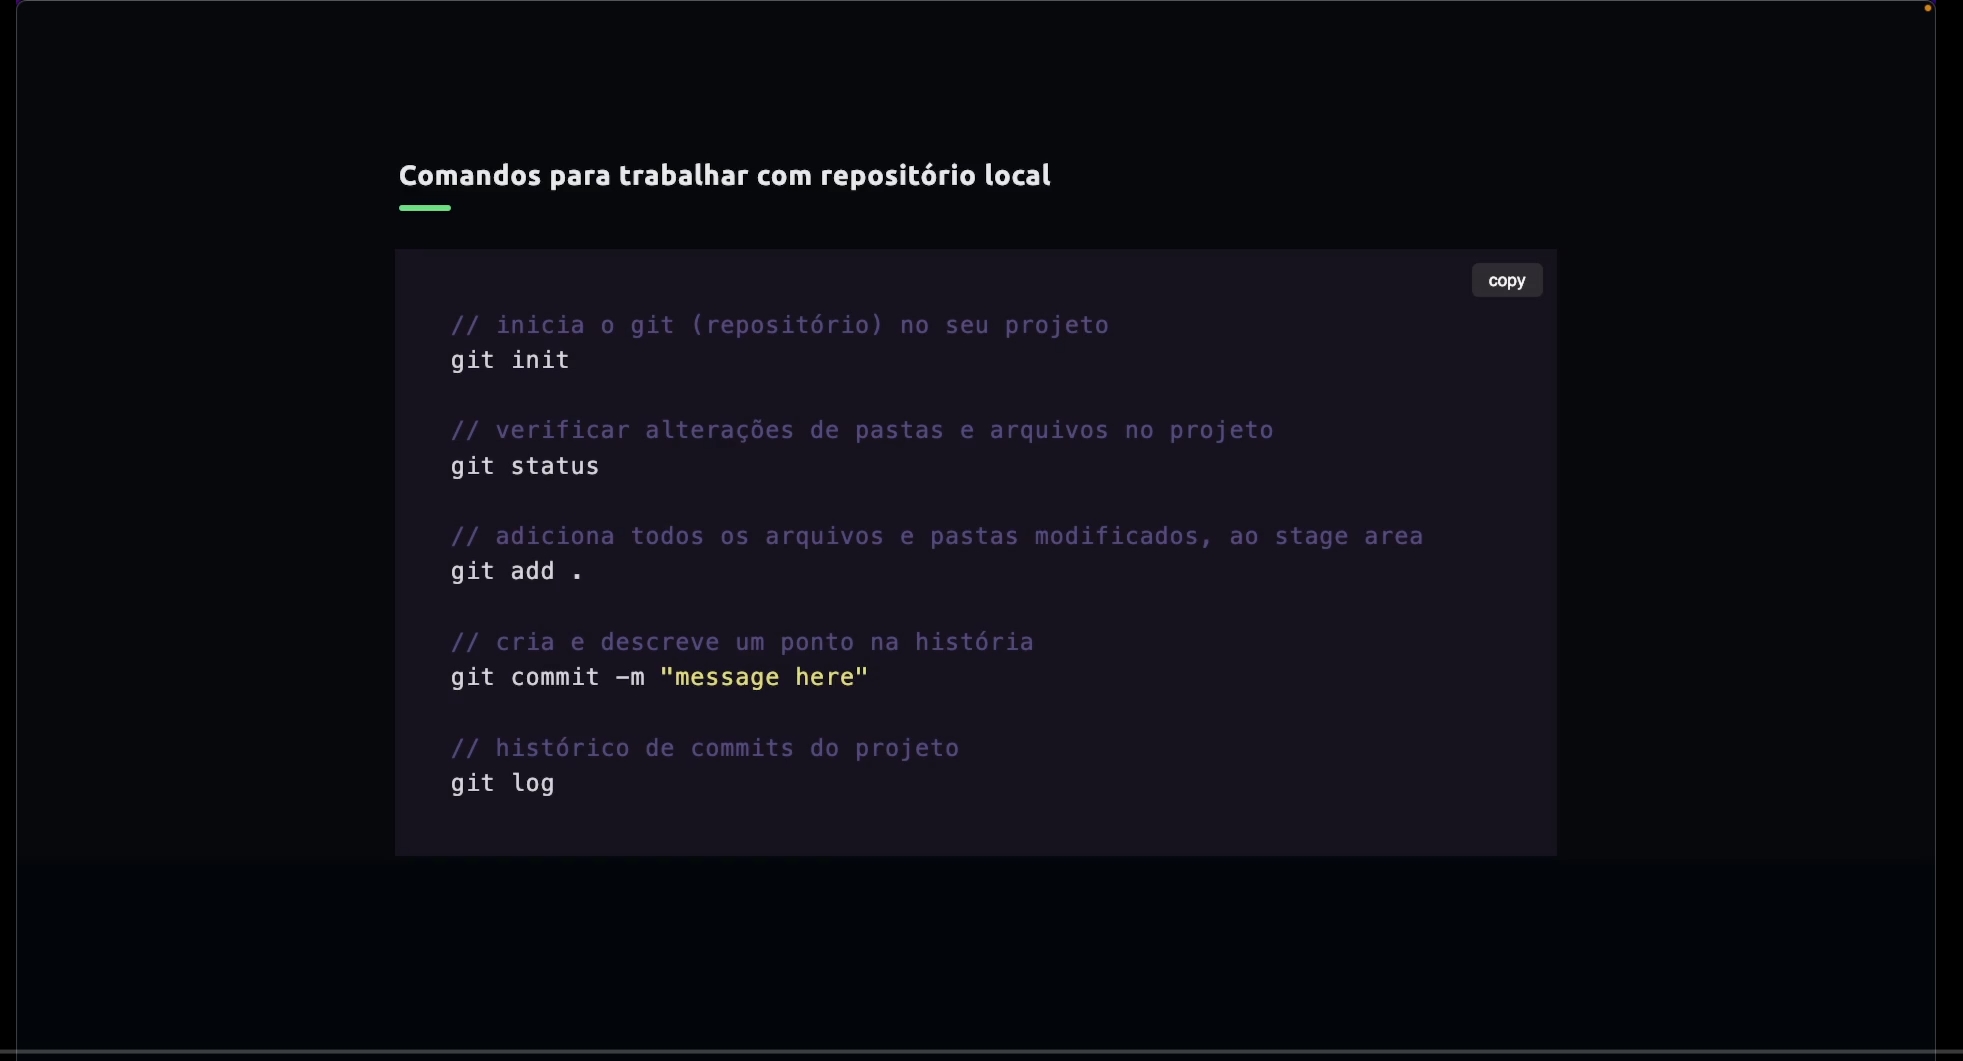 Comandos para trabalhar com repositório local
copy
// inicia o git (repositório) no seu projeto
git init
// verificar alterações de pastas e arquivos no projeto
git status
// adiciona todos os arquivos e pastas modificados, ao stage area
git add .
// cria e descreve um ponto na história
git commit -m "message here"
// histórico de commits do projeto
git log